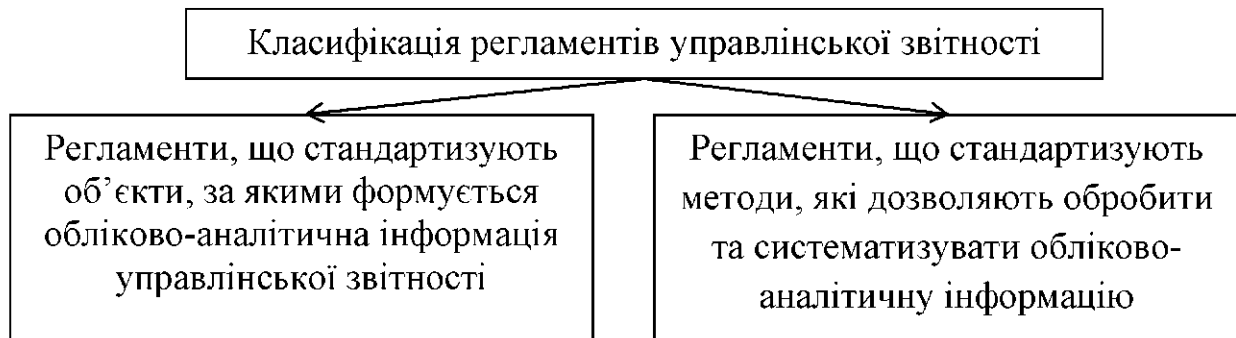 Класифікація регламентів управлінської звітності
Регламенти, що стандартизують
об’єкти, за якими формується
обліково-аналітична інформація
управлінської звітності
Регламенти, що стандартизують
методи, які дозволяють обробити
та систематизувати обліково-
аналітичну інформацію